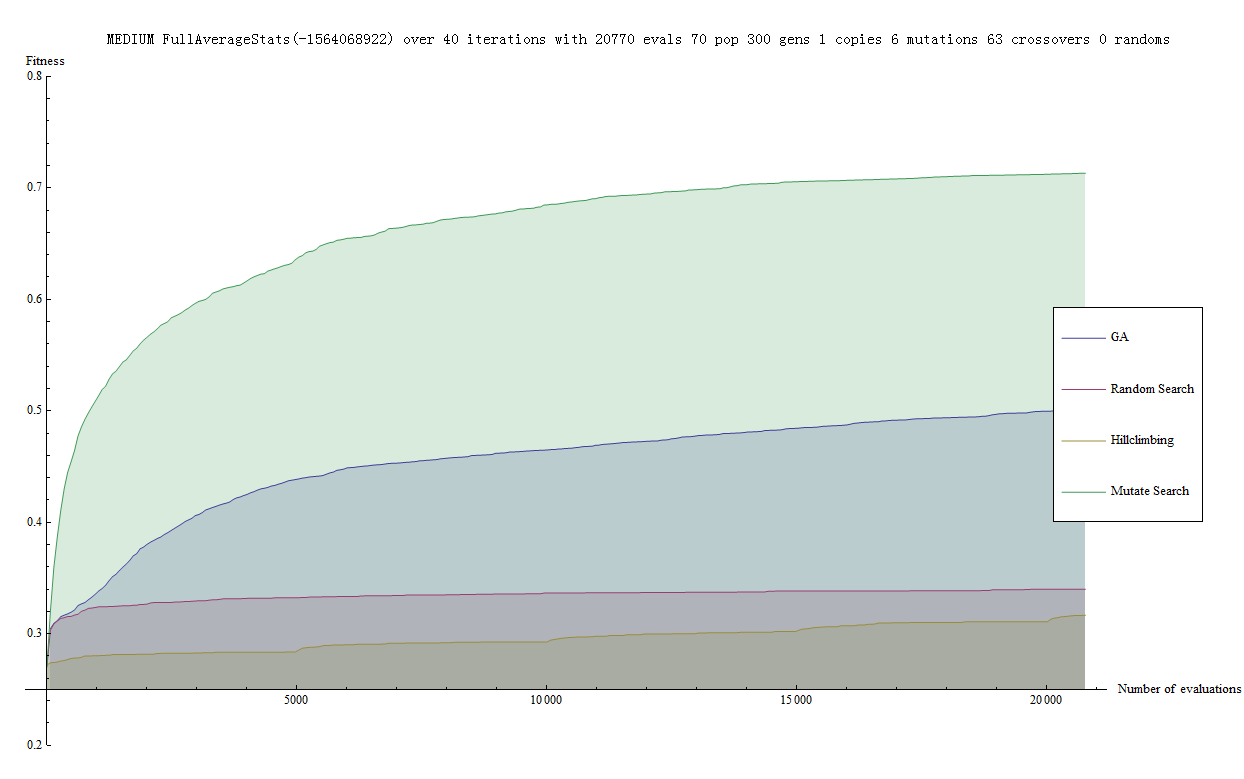 MEDIUM FullAverageStats(-1564068922) over 40 iterations with 20770 evals 70 pop 300 gens 1 copies 6 mutations 63 crossovers 0 randoms
Fitness
0.8
0.7
0.6
0.5
0.4
0.3
0.2
GA
Random Search
Hillclimbing
Mutate Search
5000
10000
15000
20000
Number of evaluations